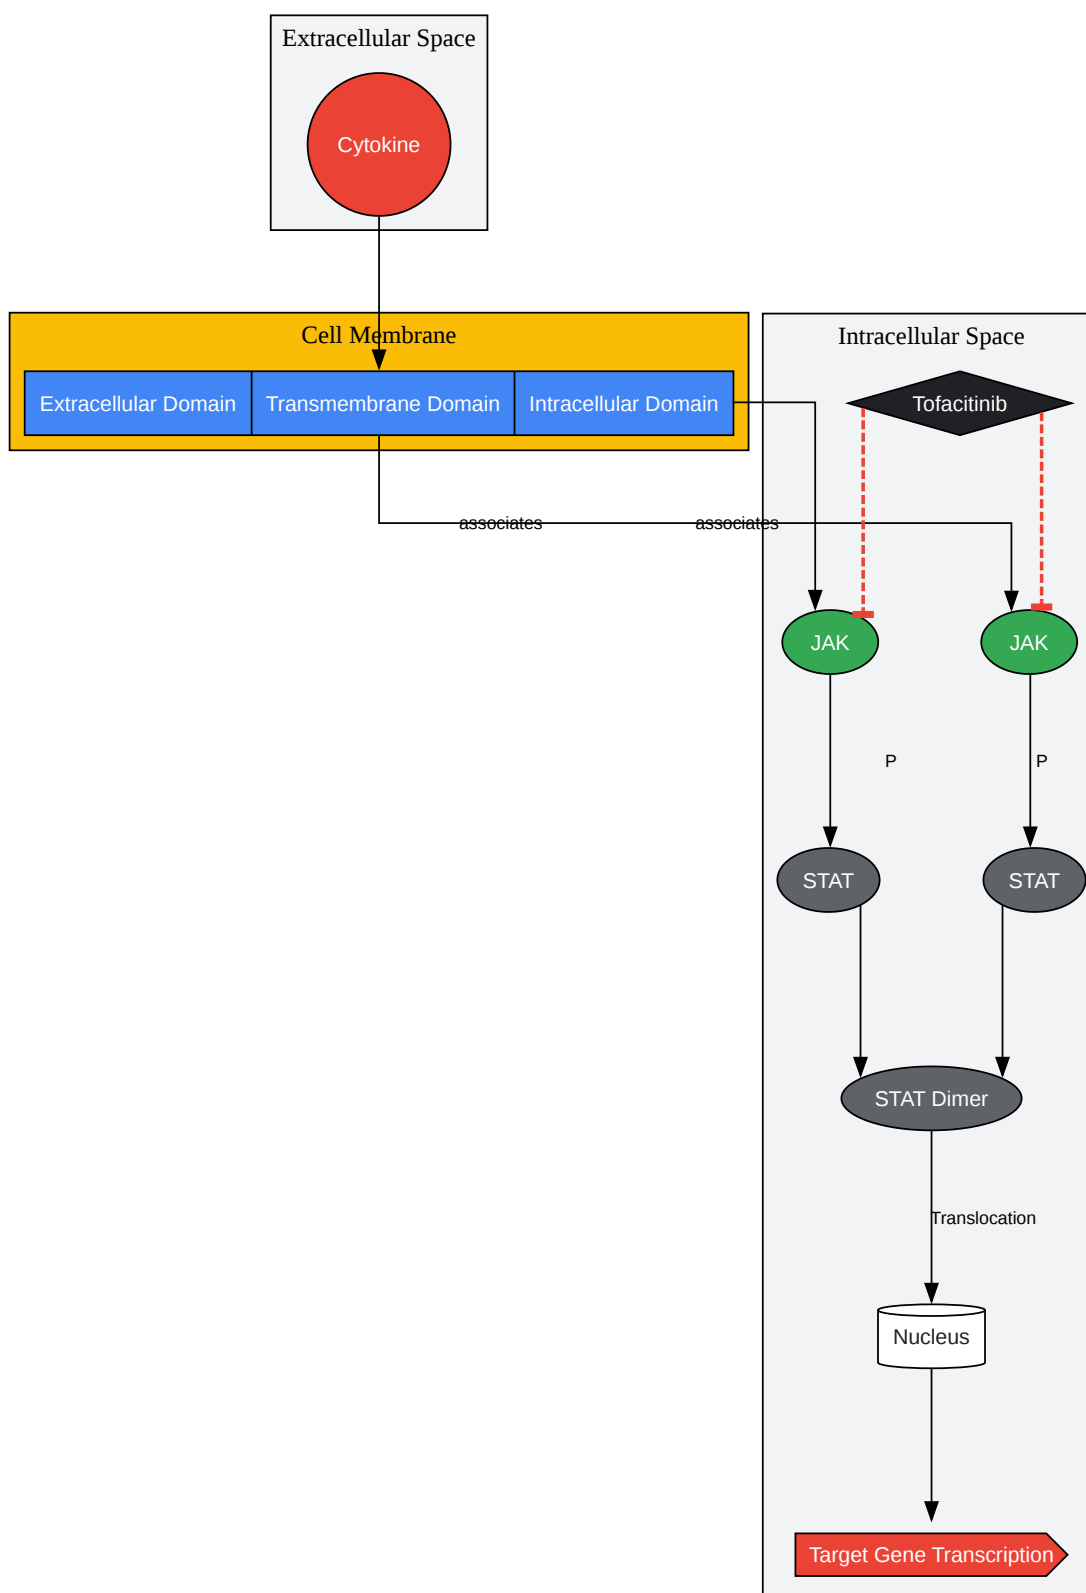 Extracellular Space
Cytokine
Cell Membrane
Extracellular Domain
Transmembrane Domain
Intracellular Domain
Intracellular Space
Tofacitinib
associates
associates
JAK
JAK
P
P
STAT
STAT
STAT Dimer
Translocation
Nucleus
Target Gene Transcription